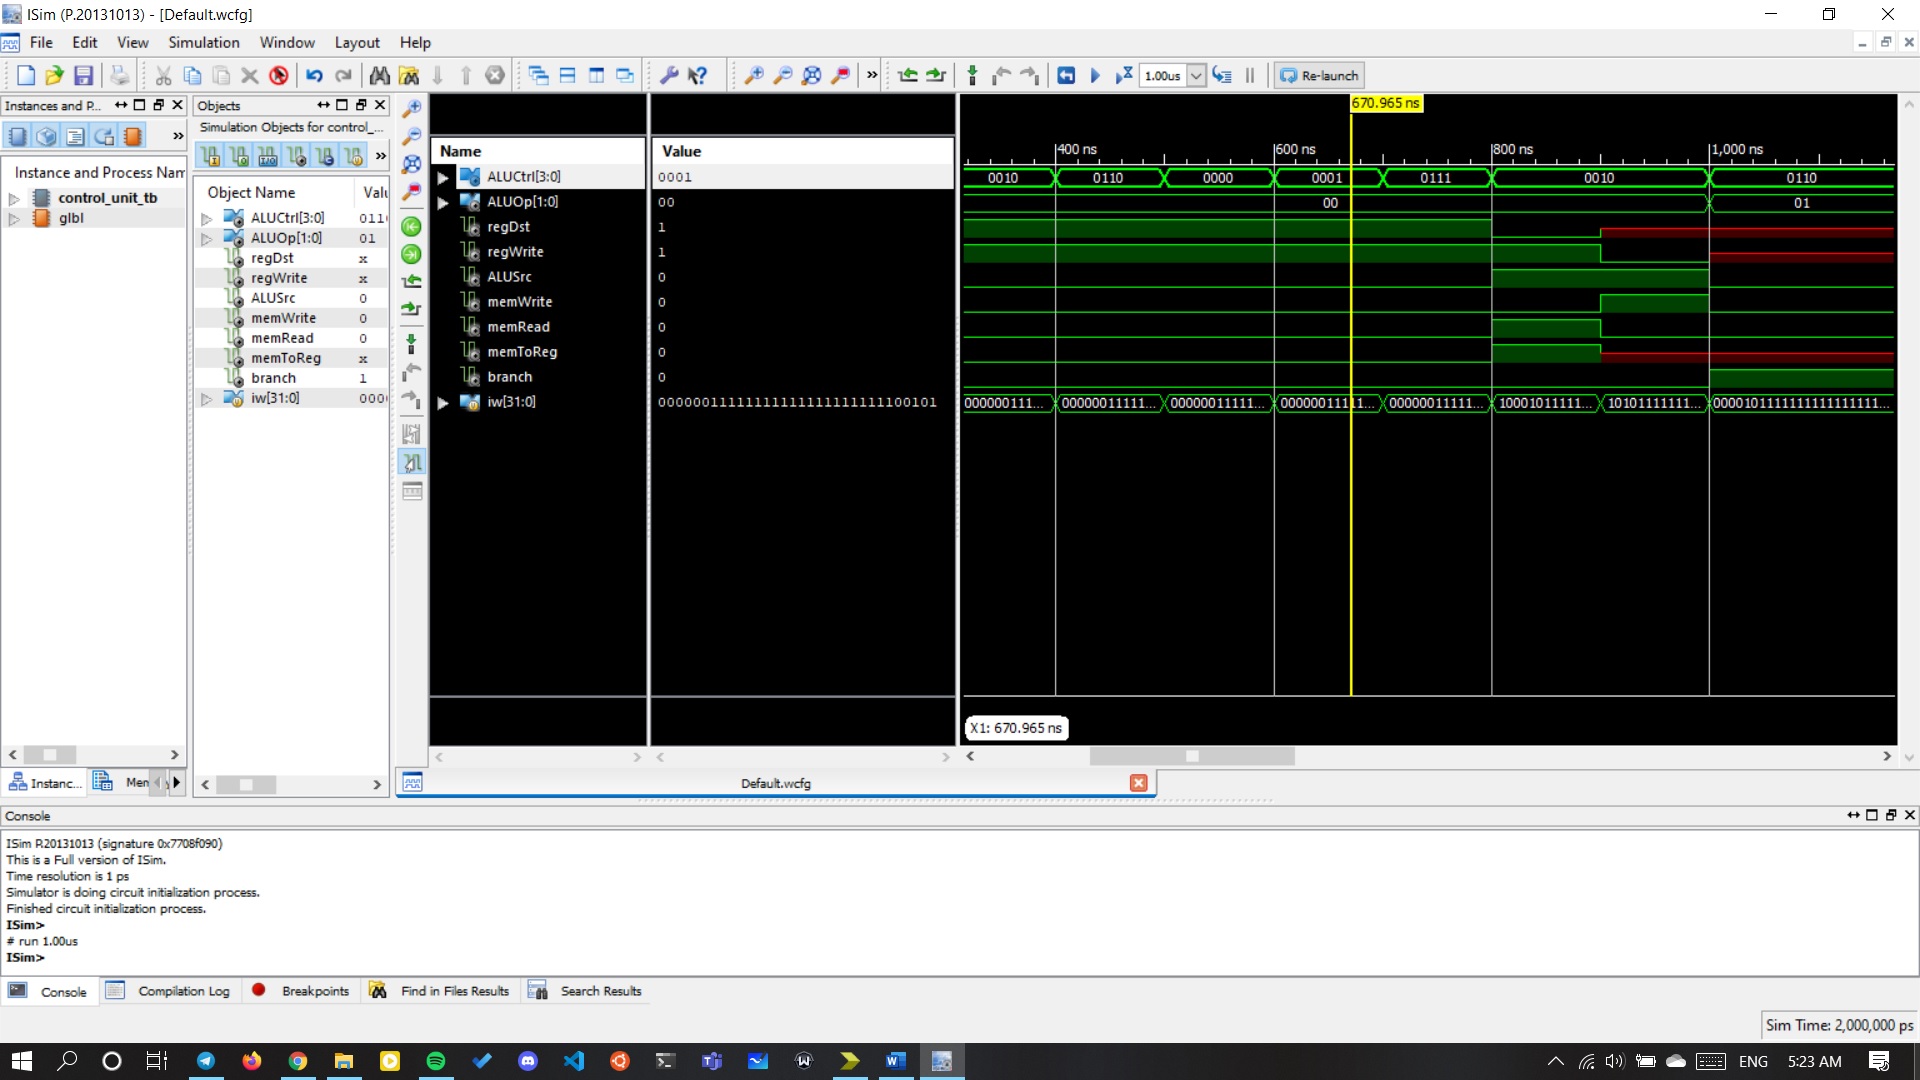 ISim (P.20131013) - [Default.wcfg]
File Edit View Simulation Window Layout Help
1.00us
Re-launch
Instances and P...
Objects
Simulation Objects for control_...
Instance and Process Nam
control_unit_tb
glbl
Object Name Valu
ALUCtrl[3:0] 011
ALUOp[1:0] 01
regDst x
regWrite x
ALUSrc 0
memWrite 0
memRead 0
memToReg x
branch 1
iw[31:0] 000
Name Value
ALUCtrl[3:0] 0001
ALUOp[1:0] 00
regDst 1
regWrite 1
ALUSrc 0
memWrite 0
memRead 0
memToReg 0
branch 0
iw[31:0]
670.965 ns
400 ns 600 ns 800 ns 1,000 ns
0010 0110 0000 0001 0111 0010 0110
00 01
000000111... 00000011111... 00000011111... 00000011111... 00000011111... 10001011111... 10101111111...
X1: 670.965 ns
Instanc... Mem
Default.wcfg
Console
ISim P.20131013 (signature 0x7708f090)
This is a Full version of ISim.
Time resolution is 1 ps
Simulator is doing circuit initialization process.
Finished circuit initialization process.
ISim>
# run 1.00us
ISim>
Console Compilation Log Breakpoints Find in Files Results Search Results
Sim Time: 2,000,000 ps
ENG 5:23 AM